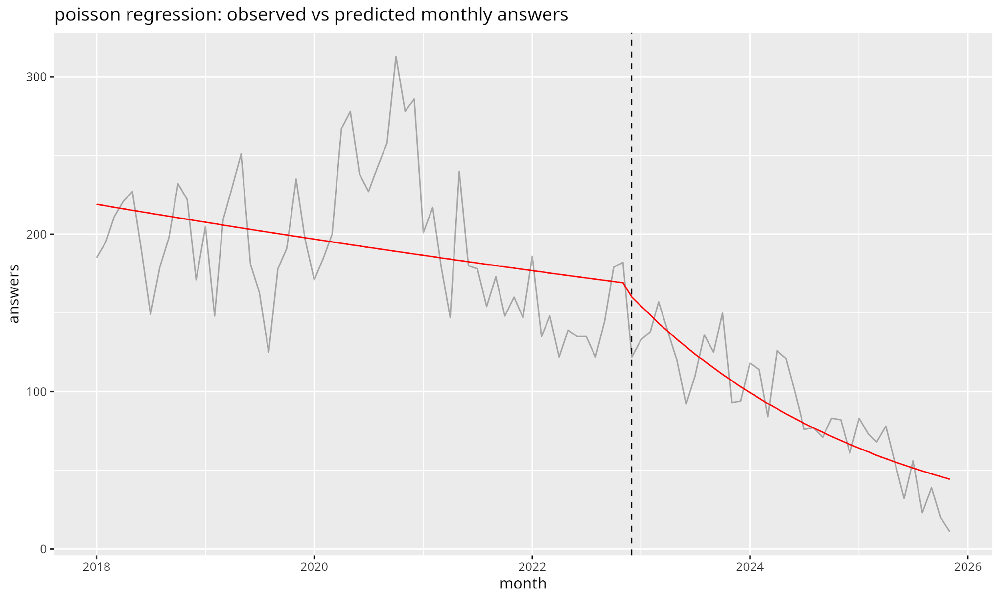 poisson regression: observed vs predicted monthly answers
300
200
100
0
answers
2018 2020 2022 2024 2026
month